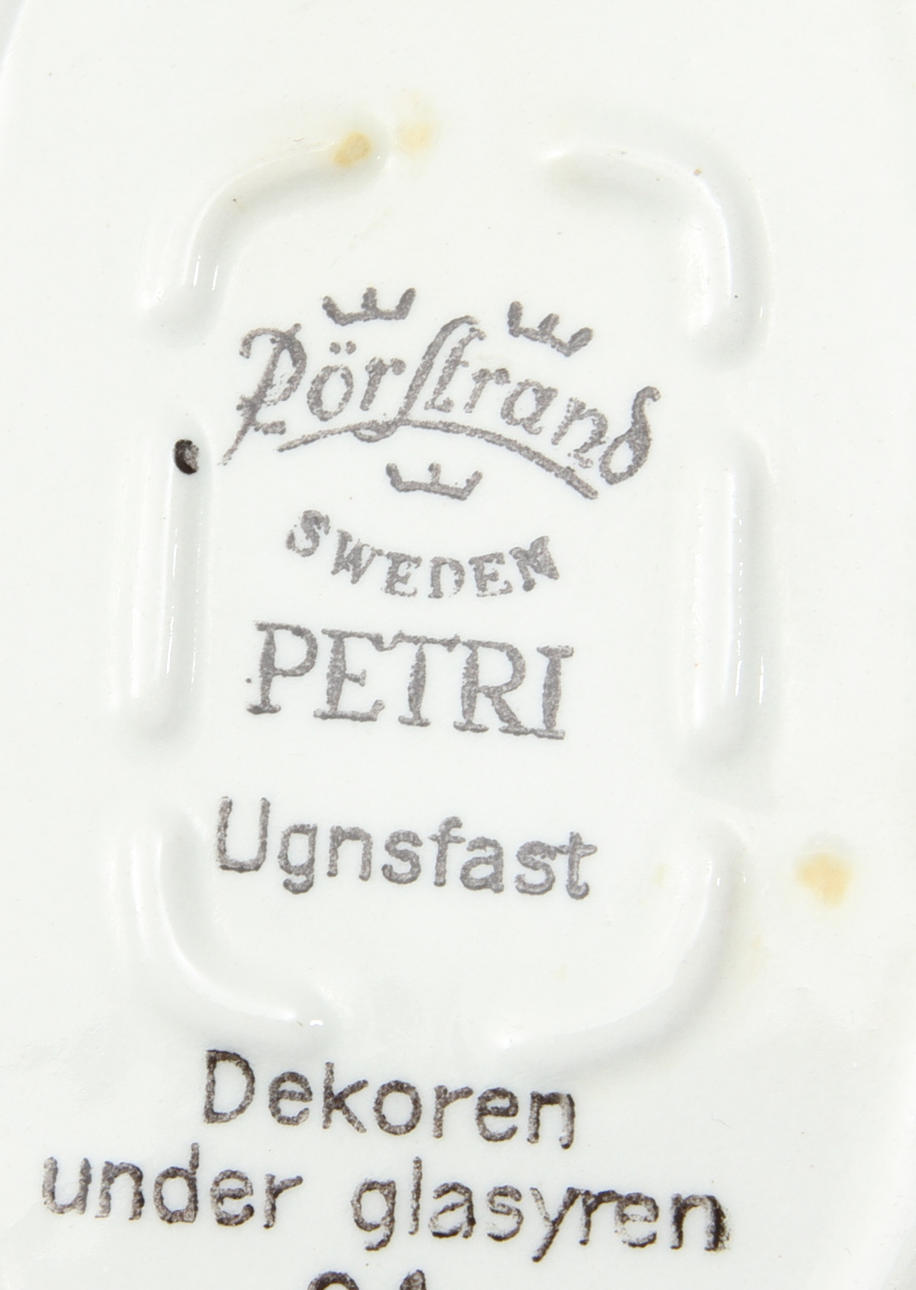 Rörstrand
SWEDEN
PETRI
Ugnsfast
Dekoren
under glasyren